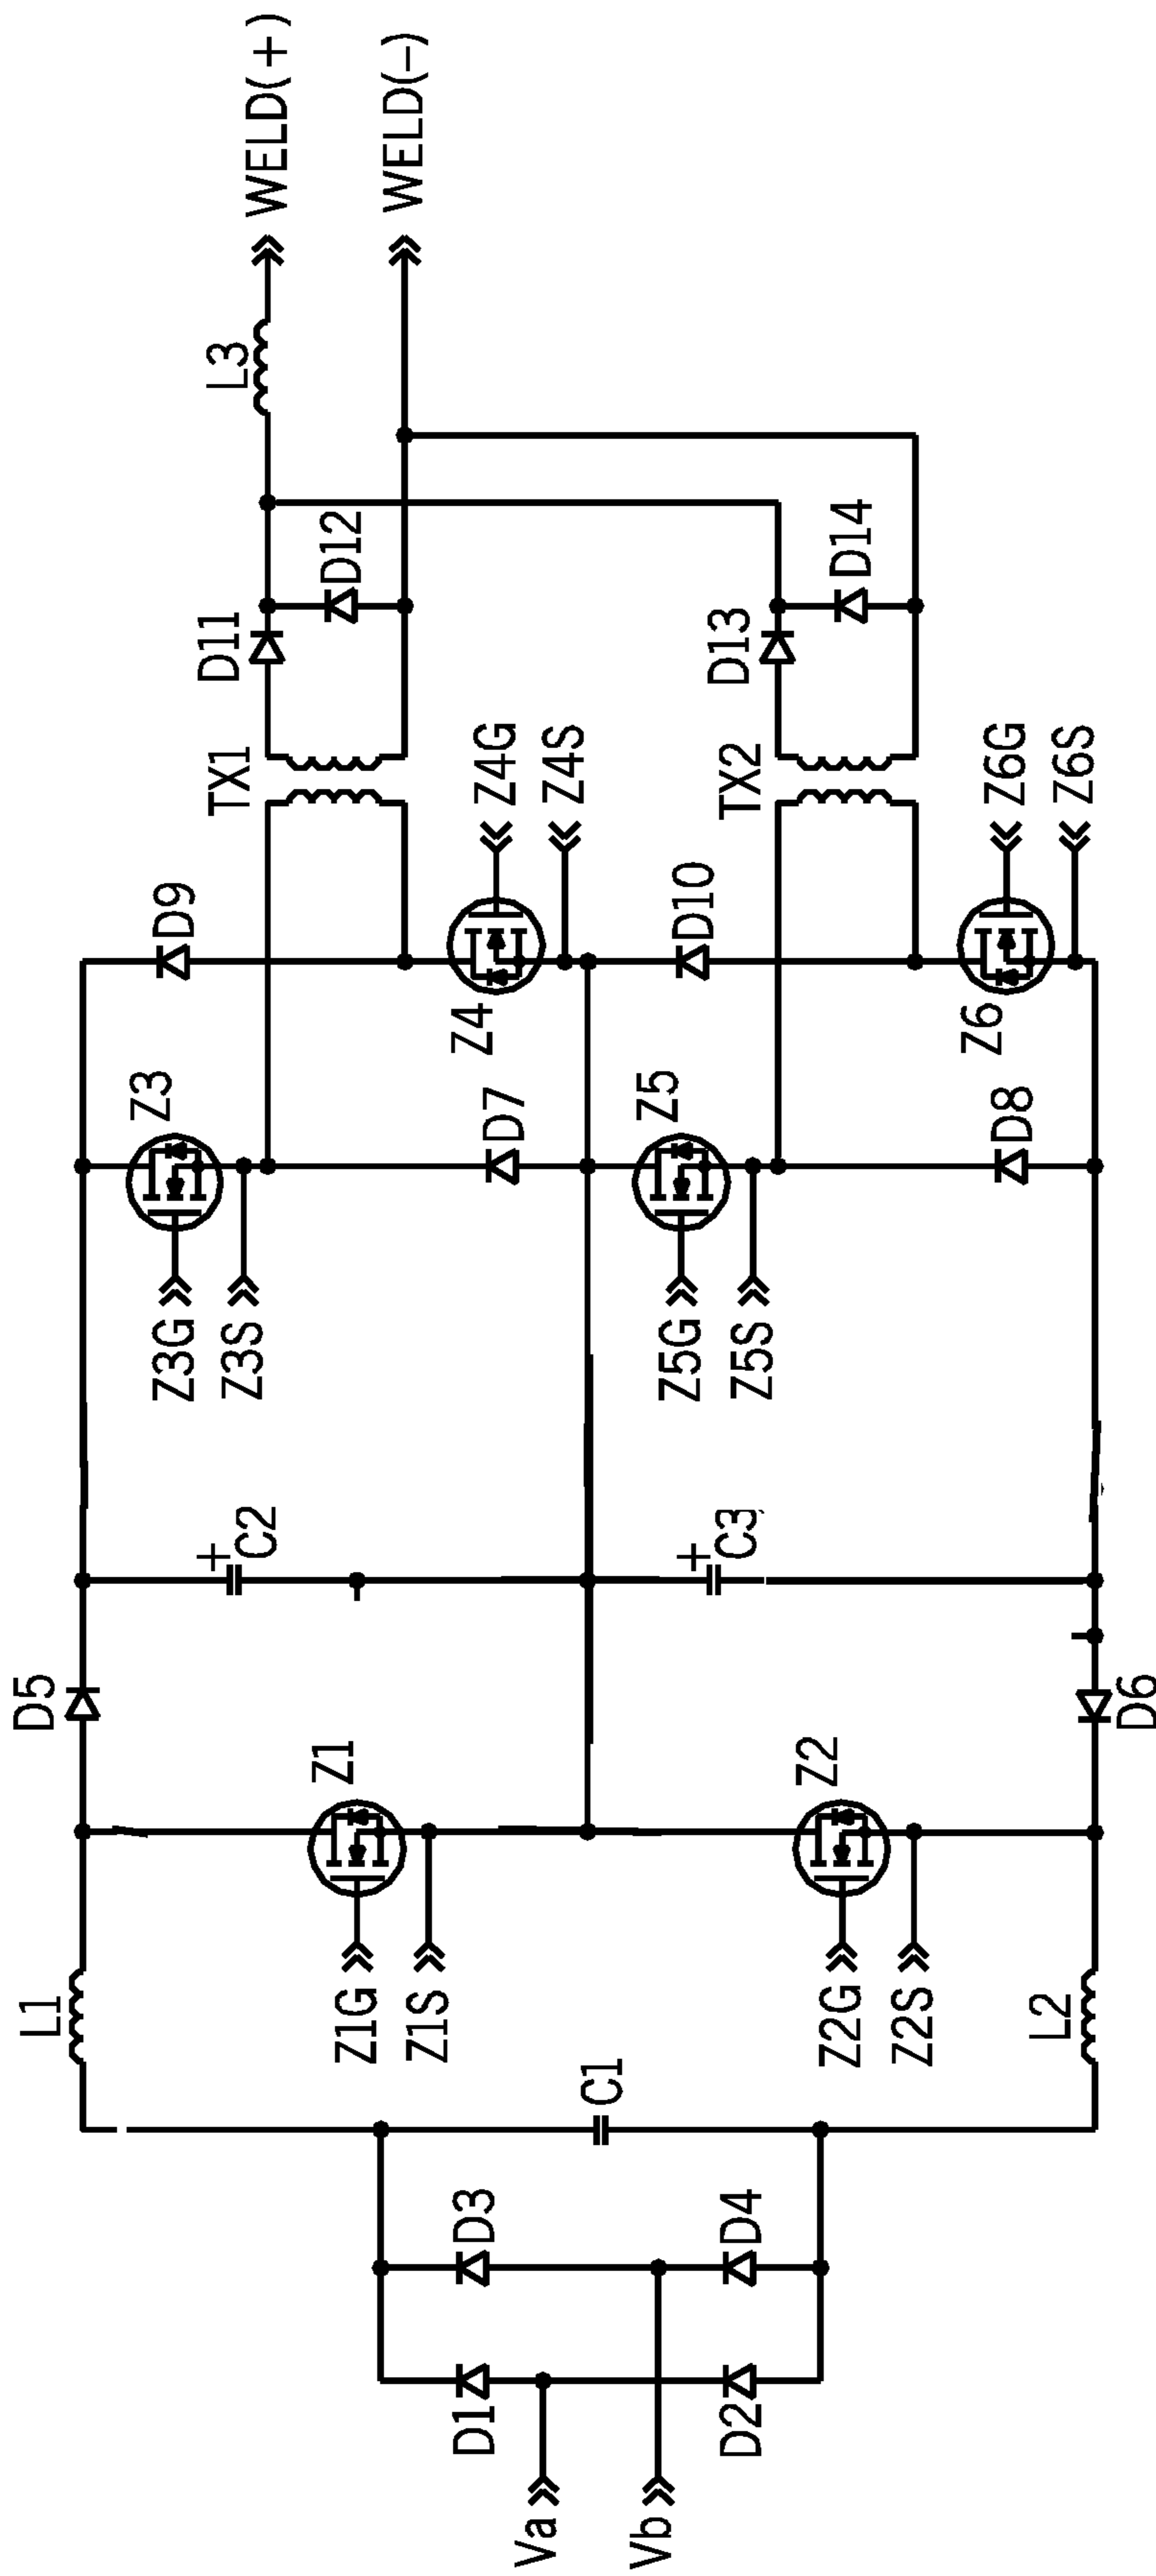 WELD(+)
WELD(-)
L3
D11
D12
D13
D14
TX1
TX2
Z4G
Z4S
Z6G
Z6S
D9
D10
Z4
Z6
Z3
D7
Z5
D8
Z3G
Z3S
Z5G
Z5S
+
C2
+
C3
D5
D6
Z1
Z2
L1
L2
Z1G
Z1S
Z2G
Z2S
C1
D3
D4
D1
D2
Va
Vb